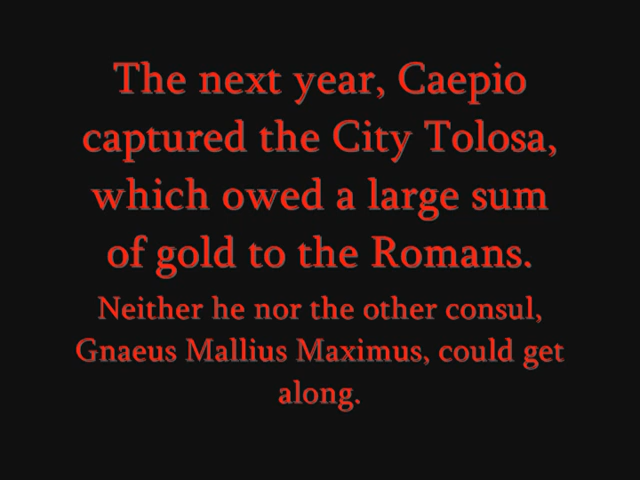 The next year, Caepio
captured the City Tolosa,
which owed a large sum
of gold to the Romans.
Neither he nor the other consul,
Gnaeus Mallius Maximus, could get
along.